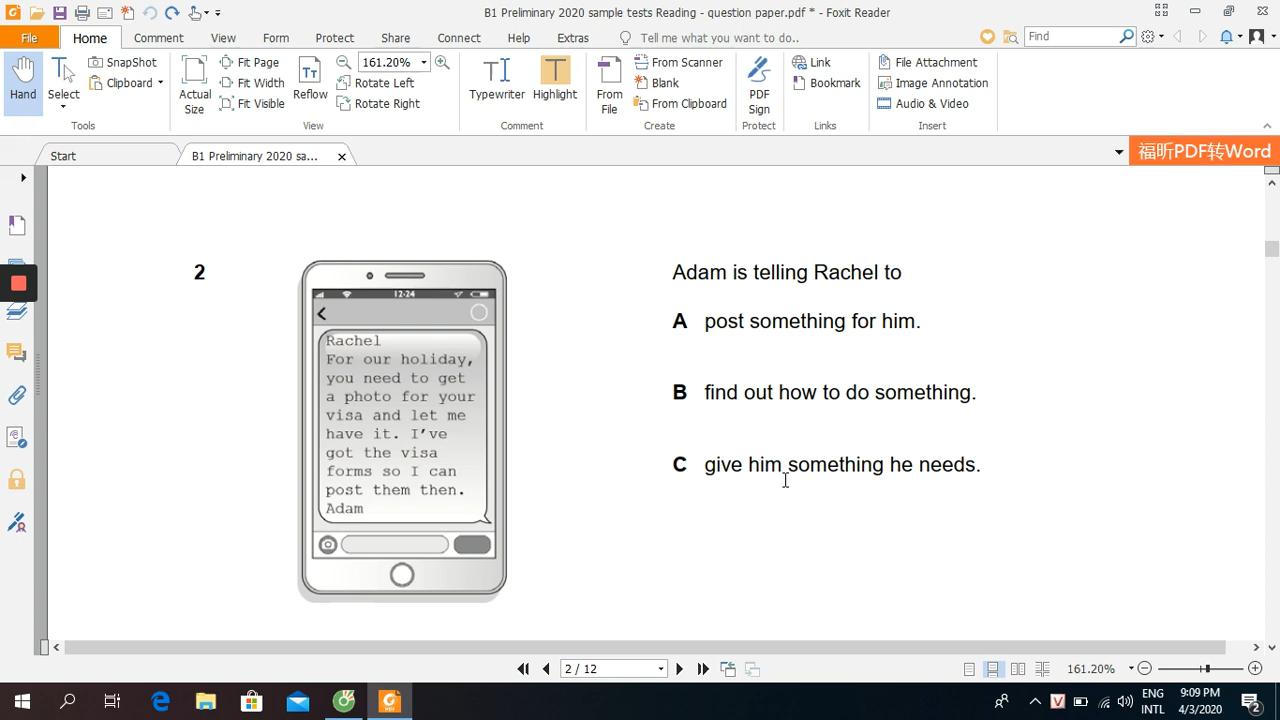 B1 Preliminary 2020 sample tests Reading - question paper.pdf * - Foxit Reader
File Home Comment View Form Protect Share Connect Help Extras Tell me what you want to do.. Find
Hand
Select
SnapShot
Clipboard
Tools
Actual Size
Fit Page
Fit Width
Fit Visible
Reflow
161.20%
Rotate Left
Rotate Right
View
Typewriter
Highlight
Comment
From File
From Scanner
Blank
From Clipboard
Create
PDF Sign
Protect
Link
Bookmark
Links
File Attachment
Image Annotation
Audio & Video
Insert
Start
B1 Preliminary 2020 sa...
福昕PDF转Word
2
12:24
Rachel
For our holiday,
you need to get
a photo for your
visa and let me
have it. I've
got the visa
forms so I can
post them then.
Adam
Adam is telling Rachel to
A post something for him.
B find out how to do something.
C give him something he needs.
2 / 12
161.20%
ENG
INTL
9:09 PM
4/3/2020
2